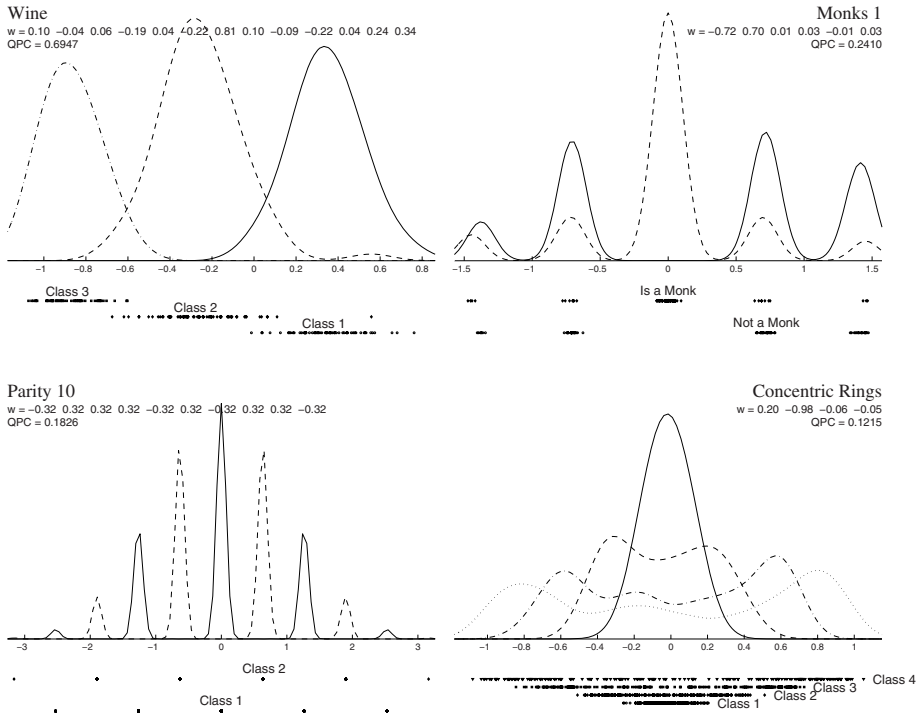 Wine
w = 0.10 −0.04 0.06 −0.19 0.04 −0.22 0.81 0.10 −0.09 −0.22 0.04 0.24 0.34
QPC = 0.6947
−1 −0.8 −0.6 −0.4 −0.2 0 0.2 0.4 0.6 0.8
Class 3
Class 2
Class 1
Monks 1
w = −0.72 0.70 0.01 0.03 −0.01 0.03
QPC = 0.2410
−1.5 −1 −0.5 0 0.5 1 1.5
Is a Monk
Not a Monk
Parity 10
w = −0.32 0.32 0.32 0.32 −0.32 0.32 −0.32 0.32 0.32 −0.32
QPC = 0.1826
−3 −2 −1 0 1 2 3
Class 2
Class 1
Concentric Rings
w = 0.20 −0.98 −0.06 −0.05
QPC = 0.1215
−1 −0.8 −0.6 −0.4 −0.2 0 0.2 0.4 0.6 0.8 1
Class 4
Class 3
Class 2
Class 1